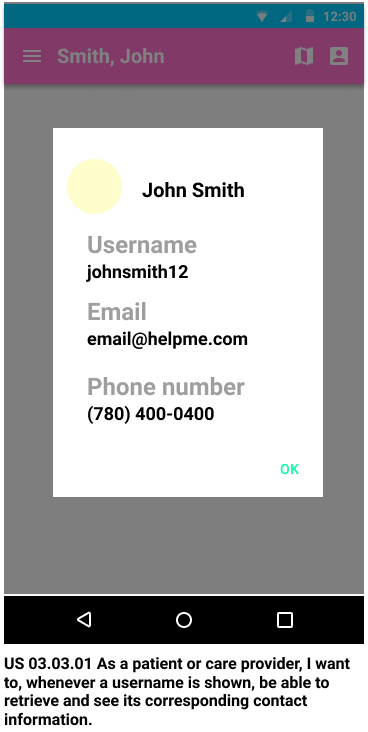 12:30
Smith, John
John Smith
Username
johnsmith12
Email
email@helpme.com
Phone number
(780) 400-0400
OK
US 03.03.01 As a patient or care provider, I want
to, whenever a username is shown, be able to
retrieve and see its corresponding contact
information.